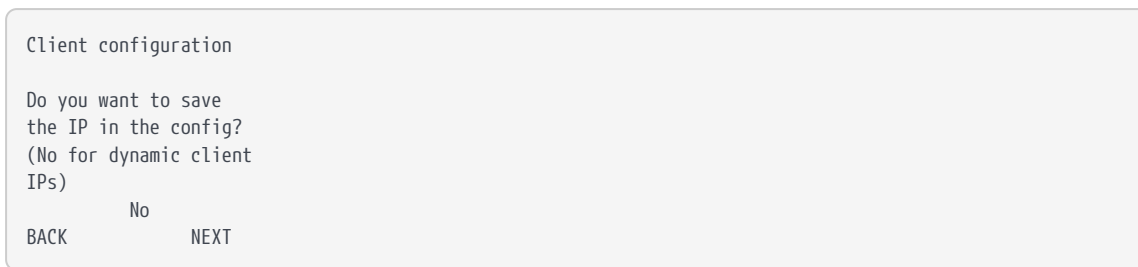 Client configuration
Do you want to save
the IP in the config?
(No for dynamic client
IPs)
No
BACK NEXT